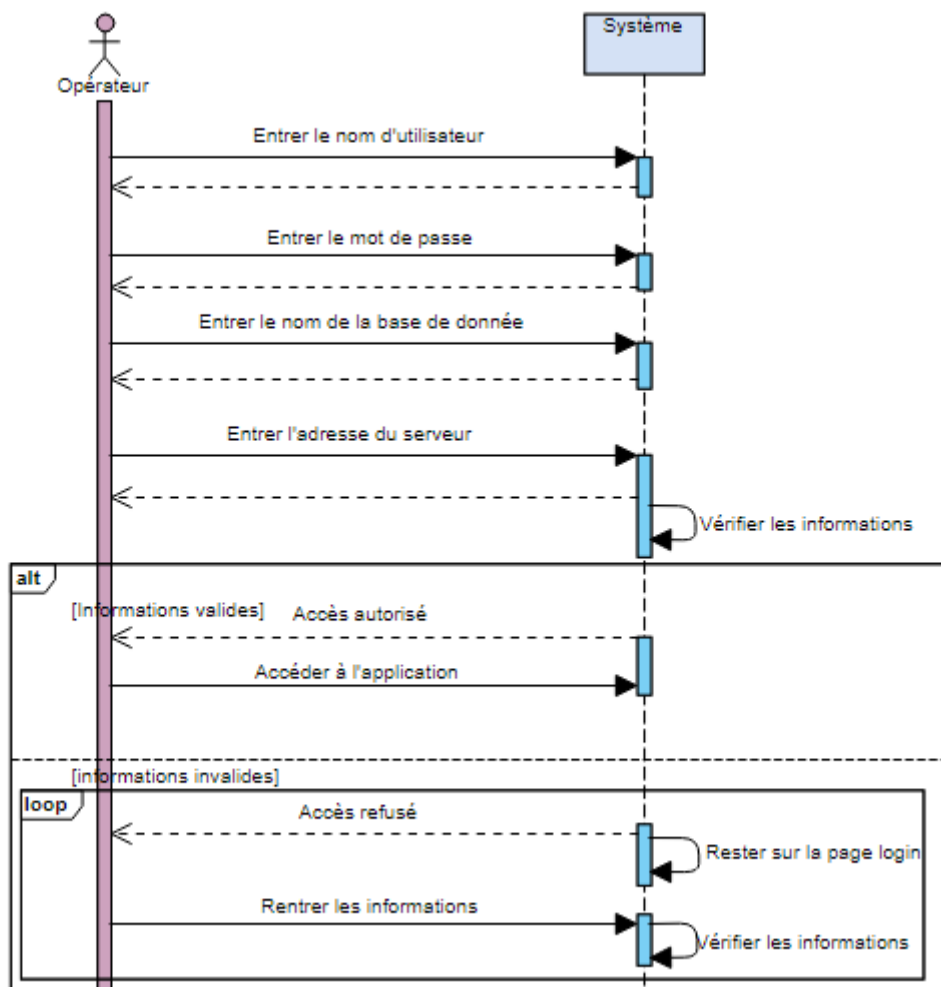 Système
Opérateur
Entrer le nom d'utilisateur
Entrer le mot de passe
Entrer le nom de la base de donnée
Entrer l'adresse du serveur
Vérifier les informations
alt
[Informations valides]
Accès autorisé
Accéder à l'application
[informations invalides]
loop
Accès refusé
Rester sur la page login
Rentrer les informations
Vérifier les informations